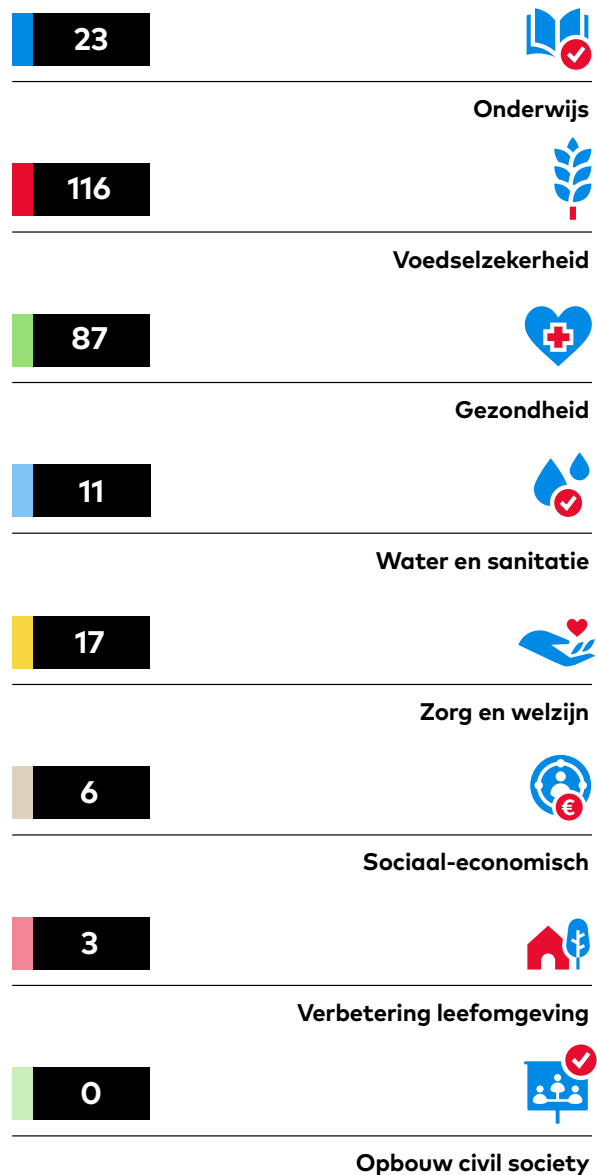 23
Onderwijs
116
Voedselzekerheid
87
Gezondheid
11
Water en sanitatie
17
Zorg en welzijn
6
€
Sociaal-economisch
3
Verbetering leefomgeving
0
Opbouw civil society